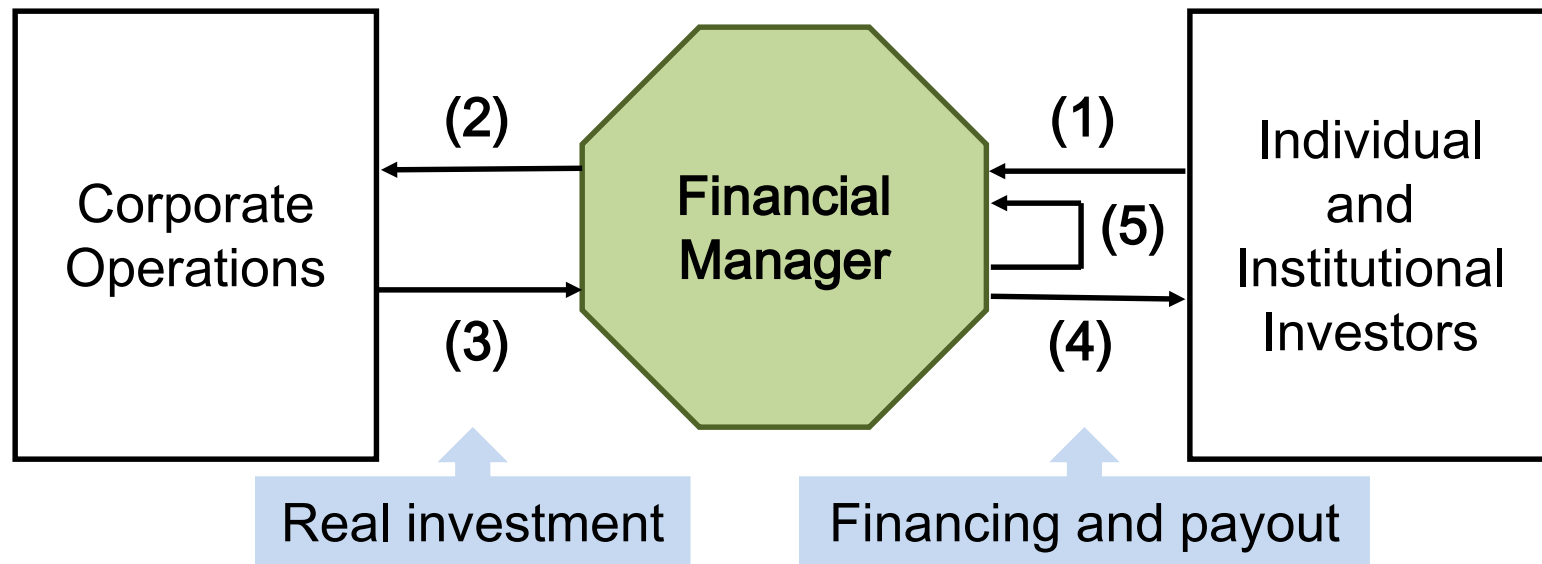 Corporate
Operations
(2)
(3)
Financial
Manager
(1)
(5)
(4)
Individual
and
Institutional
Investors
Real investment
Financing and payout